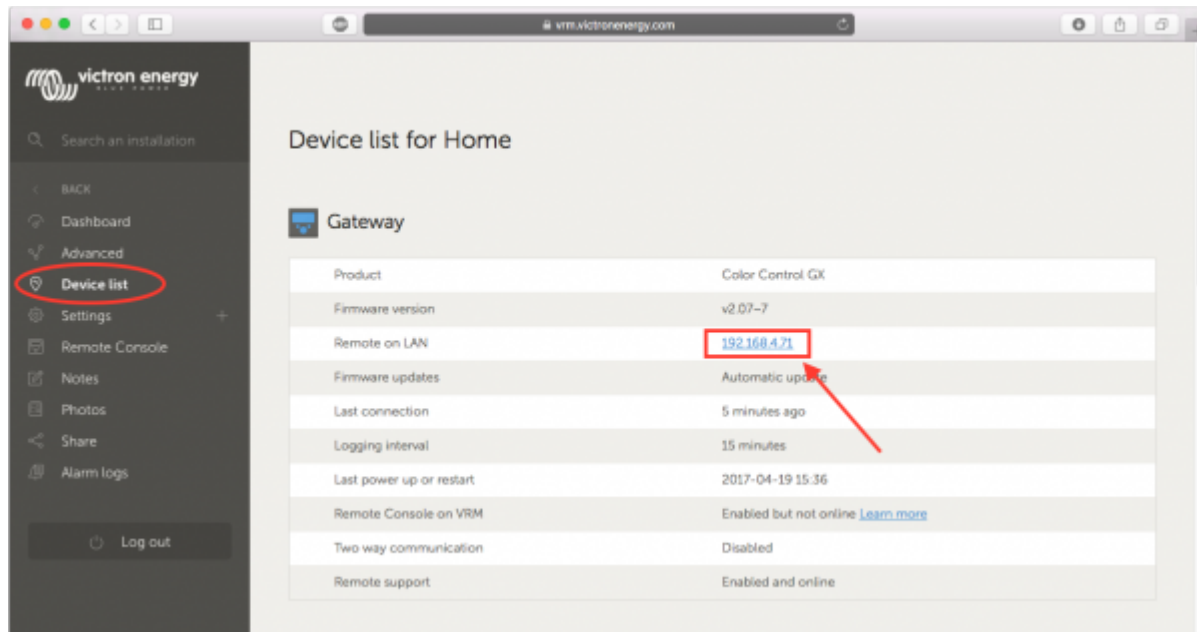 vrm.victronenergy.com
victron energy
BLUE POWER
Search an installation
BACK
Dashboard
Advanced
Device list
Settings
Remote Console
Notes
Photos
Share
Alarm logs
Log out
Device list for Home
Gateway
Product Color Control GX
Firmware version v2.07–7
Remote on LAN 192.168.4.71
Firmware updates Automatic update
Last connection 5 minutes ago
Logging interval 15 minutes
Last power up or restart 2017-04-19 15:36
Remote Console on VRM Enabled but not online Learn more
Two way communication Disabled
Remote support Enabled and online